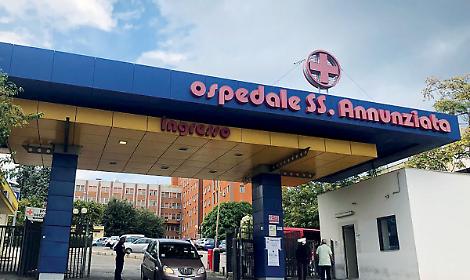 ospedale SS. Annunziata
ingresso